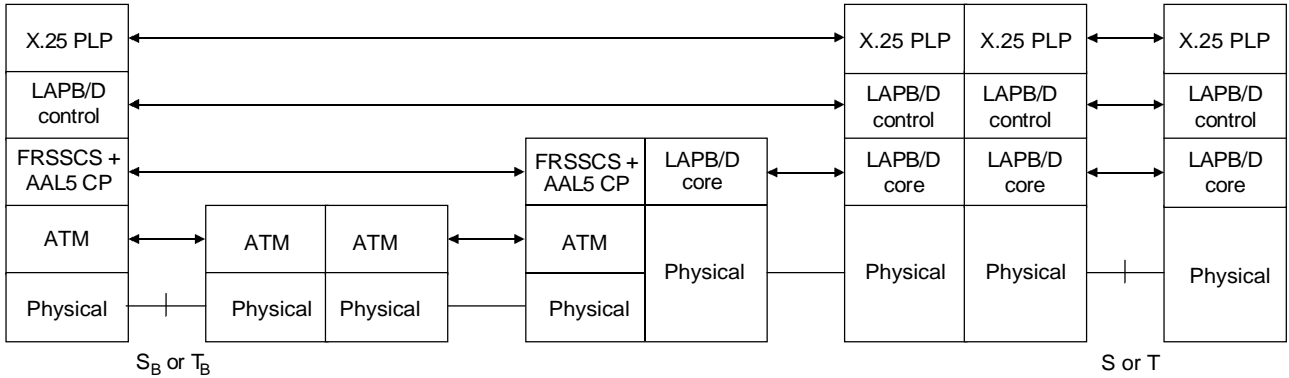 X.25 PLP
X.25 PLP
X.25 PLP
X.25 PLP
LAPB/D
control
LAPB/D
control
LAPB/D
control
LAPB/D
control
FRSSCS +
AAL5 CP
FRSSCS +
AAL5 CP
LAPB/D
core
LAPB/D
core
LAPB/D
core
LAPB/D
core
ATM
ATM
ATM
ATM
Physical
Physical
Physical
Physical
Physical
Physical
Physical
Physical
S_B or T_B
S or T